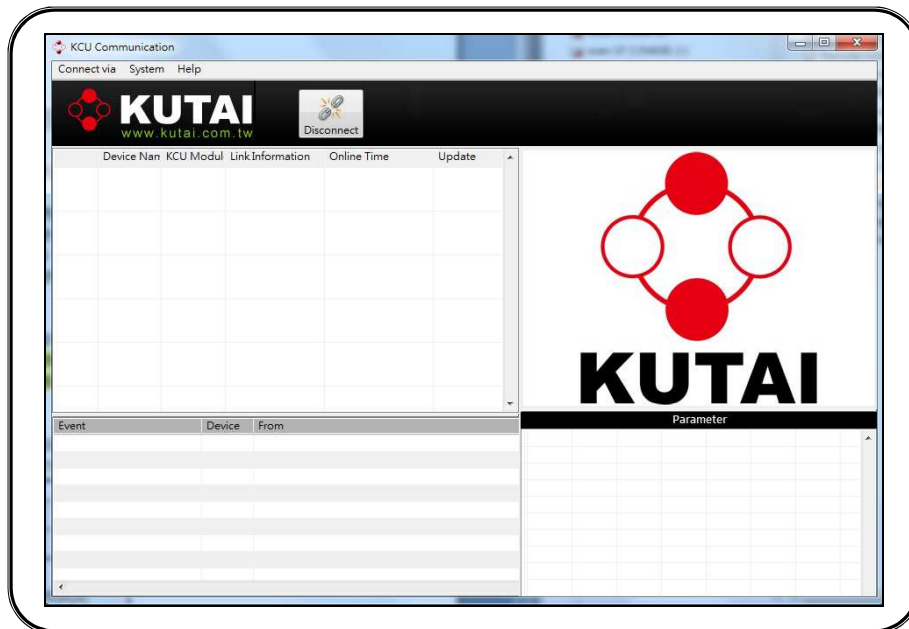 KCU Communication
Connect via System Help
KUTAI
www.kutai.com.tw
Disconnect
Device Nan KCU Modul Link Information Online Time Update
KUTAI
Parameter
Event Device From